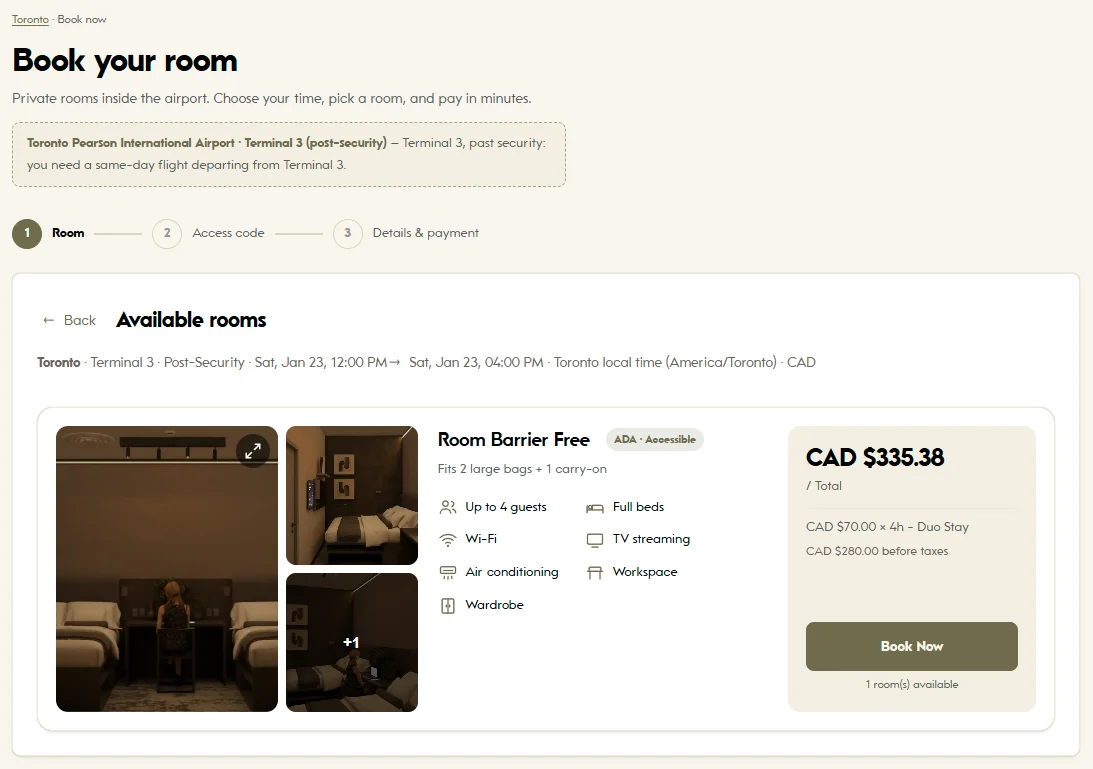 Toronto · Book now
Book your room
Private rooms inside the airport. Choose your time, pick a room, and pay in minutes.
Toronto Pearson International Airport · Terminal 3 (post-security) – Terminal 3, past security:
you need a same-day flight departing from Terminal 3.
1 Room 2 Access code 3 Details & payment
← Back Available rooms
Toronto · Terminal 3 · Post-Security · Sat, Jan 23, 12:00 PM → Sat, Jan 23, 04:00 PM · Toronto local time (America/Toronto) · CAD
Room Barrier Free ADA · Accessible
Fits 2 large bags + 1 carry-on
Up to 4 guests Full beds
Wi-Fi TV streaming
Air conditioning Workspace
Wardrobe
+1
CAD $335.38
/ Total
CAD $70.00 × 4h – Duo Stay
CAD $280.00 before taxes
Book Now
1 room(s) available